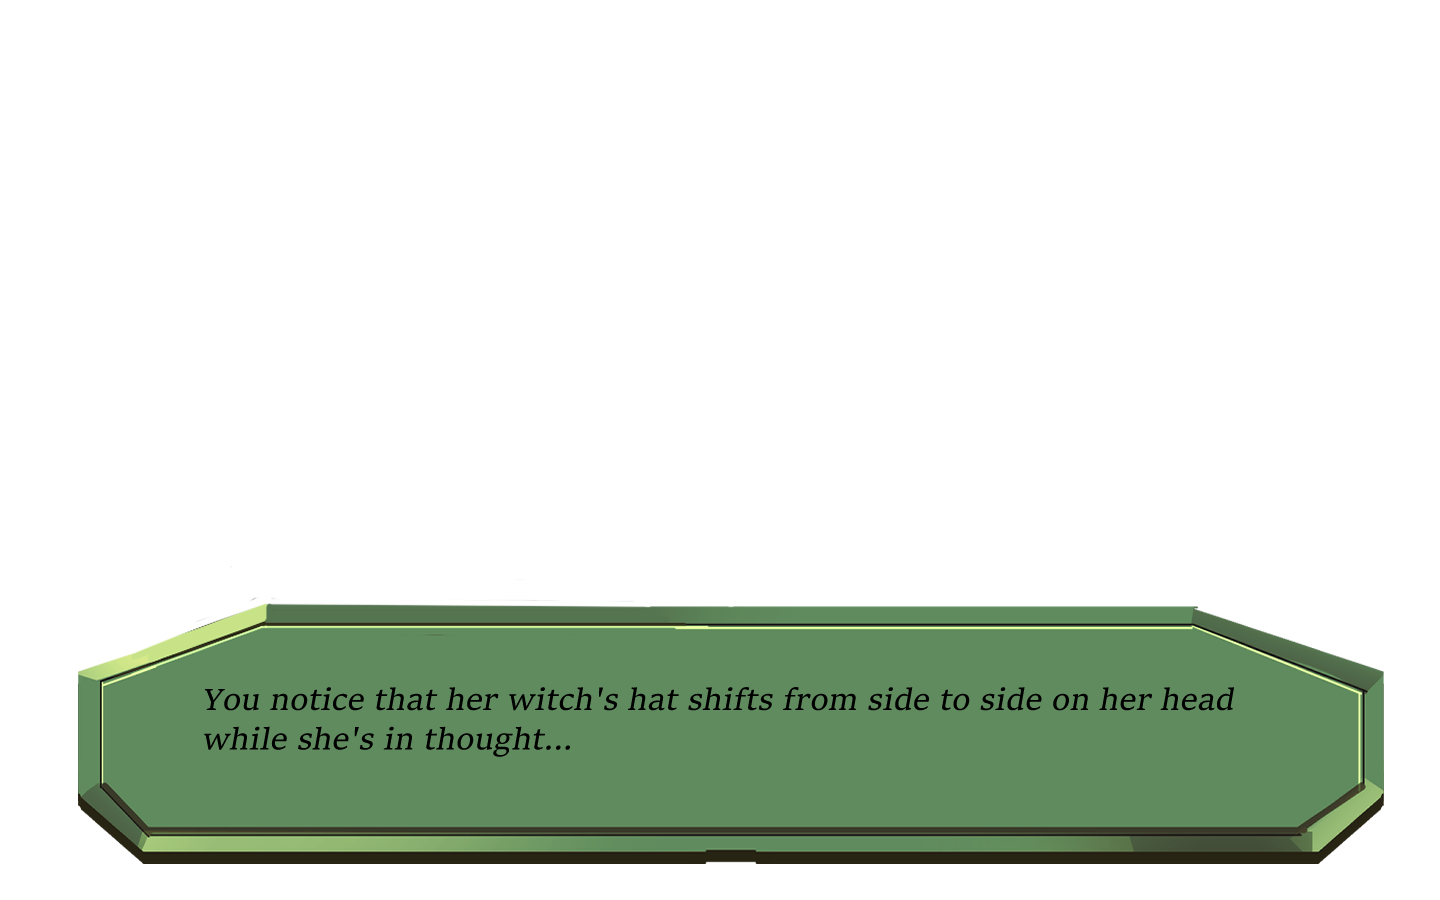 You notice that her witch's hat shifts from side to side on her head
while she's in thought...